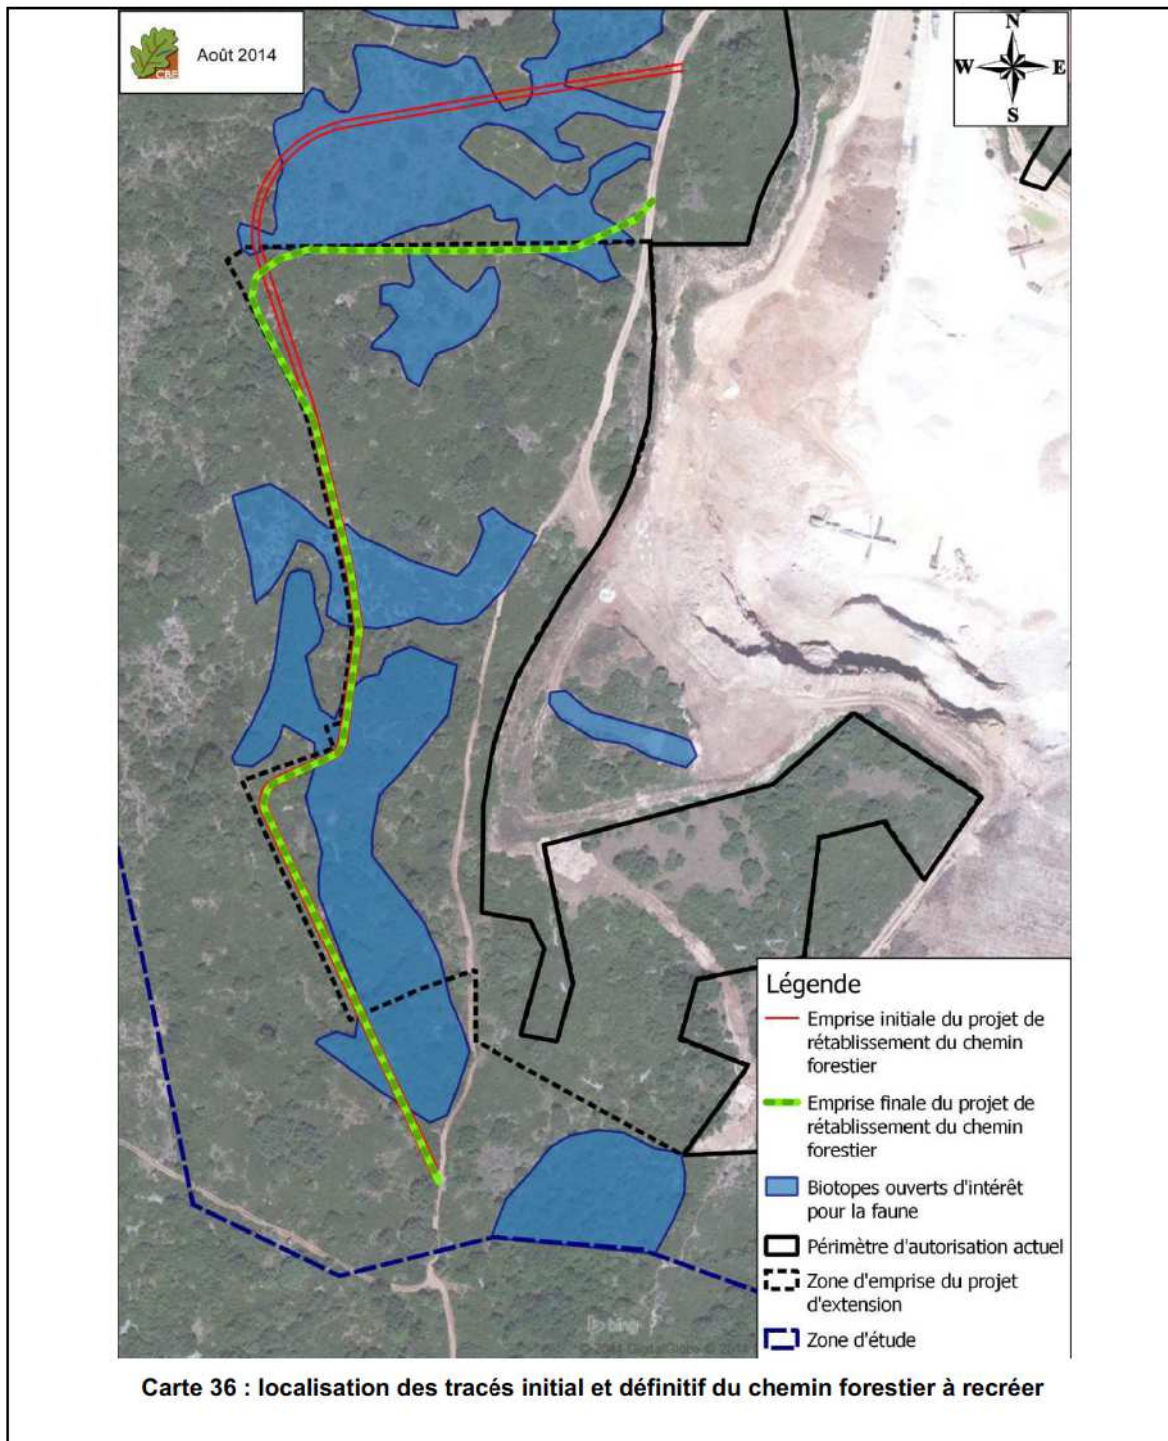 CBE
Août 2014
N
W E
S
Légende
Emprise initiale du projet de
rétablissement du chemin
forestier
Emprise finale du projet de
rétablissement du chemin
forestier
Biotopes ouverts d'intérêt
pour la faune
Périmètre d'autorisation actuel
Zone d'emprise du projet
d'extension
Zone d'étude
bing
Carte 36 : localisation des tracés initial et définitif du chemin forestier à recréer